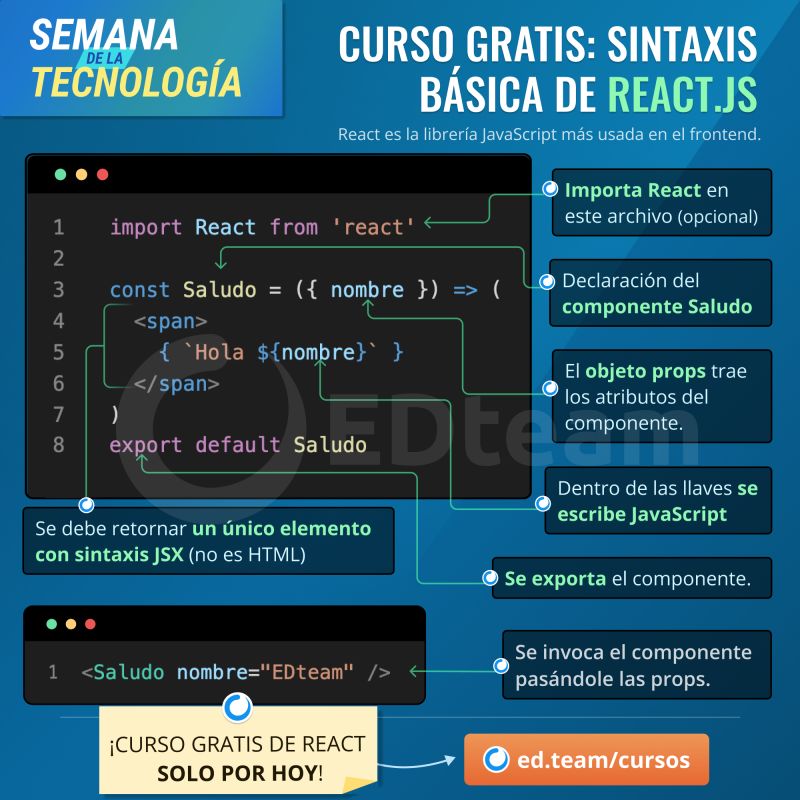 SEMANA
DE LA
TECNOLOGÍA
CURSO GRATIS: SINTAXIS
BÁSICA DE REACT.JS
React es la librería JavaScript más usada en el frontend.
1 import React from 'react'
2
3 const Saludo = ({ nombre }) => (
4 <span>
5 { `Hola ${nombre}` }
6 </span>
7 )
8 export default Saludo
EDteam
Importa React en
este archivo (opcional)
Declaración del
componente Saludo
El objeto props trae
los atributos del
componente.
Dentro de las llaves se
escribe JavaScript
Se debe retornar un único elemento
con sintaxis JSX (no es HTML)
Se exporta el componente.
1 <Saludo nombre="EDteam" />
Se invoca el componente
pasándole las props.
¡CURSO GRATIS DE REACT
SOLO POR HOY!
ed.team/cursos